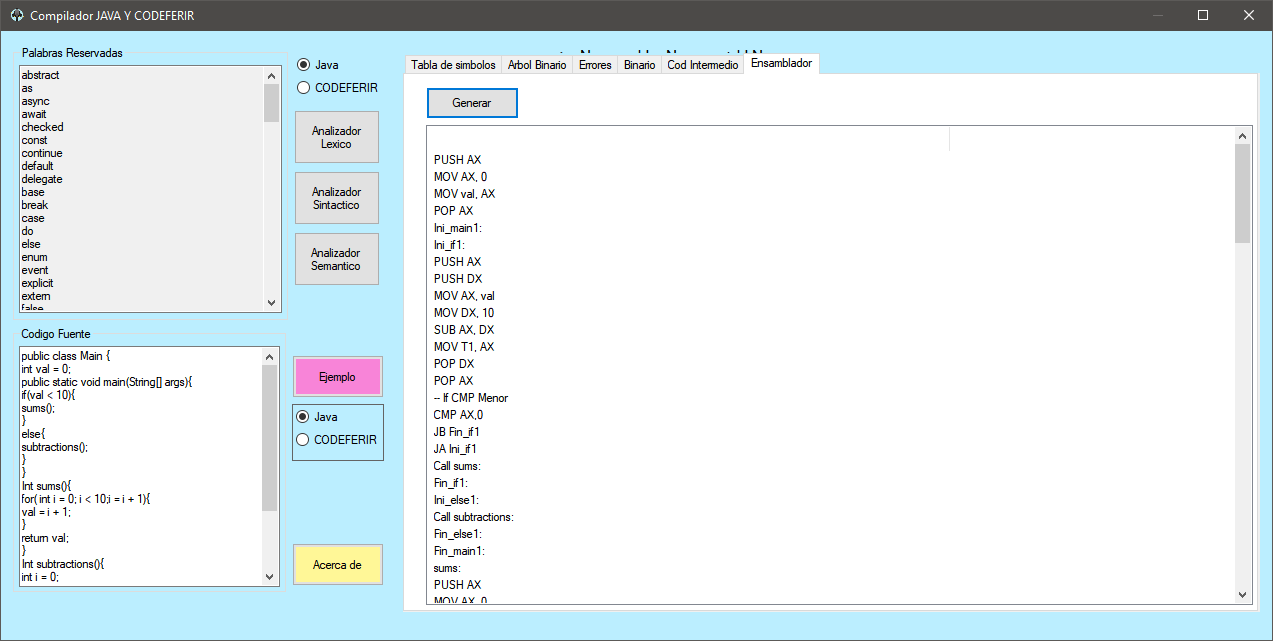 Compilador JAVA Y CODEFERIR
Palabras Reservadas
abstract
as
async
await
checked
const
continue
default
delegate
base
break
case
do
else
enum
event
explicit
extern
false
Java
CODEFERIR
Analizador
Lexico
Analizador
Sintactico
Analizador
Semantico
Codigo Fuente
public class Main {
int val = 0;
public static void main(String[] args){
if(val < 10){
sums();
}
else{
subtractions();
}
}
Int sums(){
for( int i = 0; i < 10;i = i + 1){
val = i + 1;
}
return val;
}
Int subtractions(){
int i = 0;
Ejemplo
Java
CODEFERIR
Acerca de
Tabla de simbolos
Arbol Binario
Errores
Binario
Cod Intermedio
Ensamblador
Generar
PUSH AX
MOV AX, 0
MOV val, AX
POP AX
Ini_main1:
Ini_if1:
PUSH AX
PUSH DX
MOV AX, val
MOV DX, 10
SUB AX, DX
MOV T1, AX
POP DX
POP AX
-- If CMP Menor
CMP AX,0
JB Fin_if1
JA Ini_if1
Call sums:
Fin_if1:
Ini_else1:
Call subtractions:
Fin_else1:
Fin_main1:
sums:
PUSH AX
MOV AX, 0